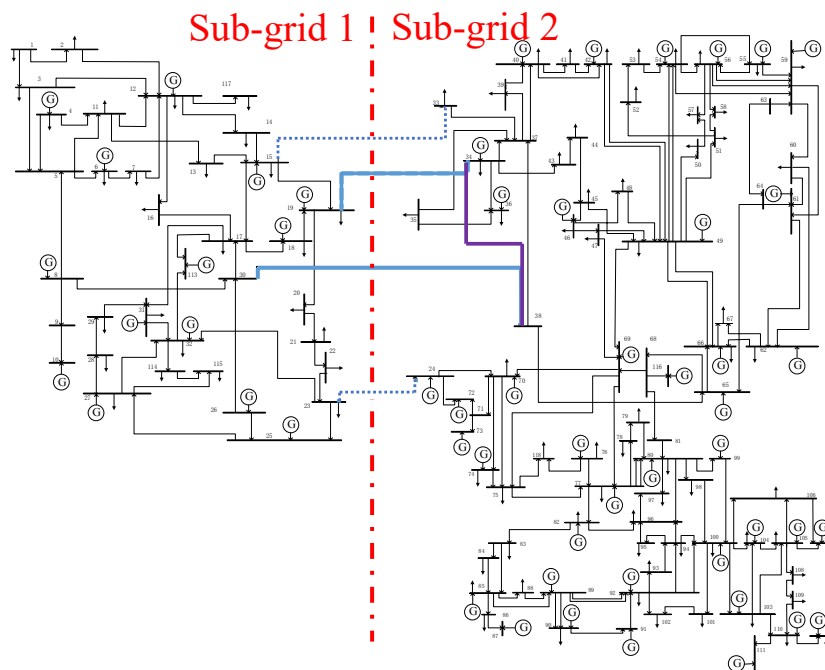 Sub-grid 1 Sub-grid 2
1 2 3 G 4 11 12 G 117 14
5 6 G 7 13 15 G 16
19 G 17 18 G 113 G 30
8 G 9 10 G 29 28 27 G
31 G 32 G 114 115
20 21 22 23 26 G 25 G
33 34 G 35 36 G 37 38
39 40 G 41 42 G 43 44
45 46 G 47 48 49 G
53 54 G 56 G 55 G 59 G
52 57 58 50 51 63 60
64 G 61 62 G 67 66 G 65 G
24 G 70 G 72 G 71 73 G 74 G 75
69 G 68 116 G
79 78 76 G 118 77 G 80 G 81
99 G 98 97 96 82 G 83
84 85 G 86 87 G 88 89 G
90 G 91 G 92 G 93 94 95
100 G 101 102 103 G 104 G 105 G 106
G 108 109 110 G 111 G G